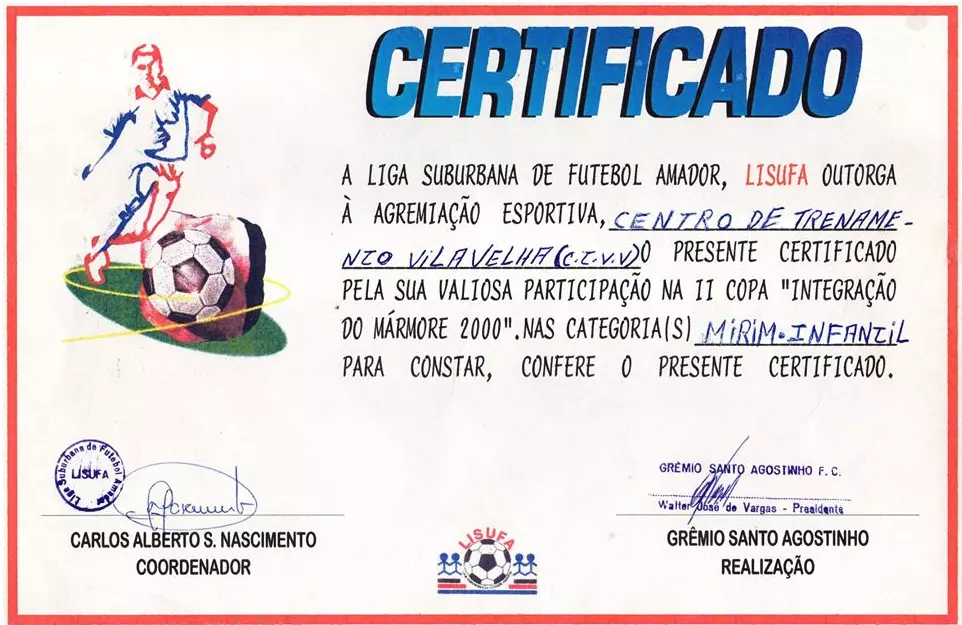 CERTIFICADO
A LIGA SUBURBANA DE FUTEBOL AMADOR, LISUFA OUTORGA
À AGREMIAÇÃO ESPORTIVA, CENTRO DE TRENAME-
NTO VILA VELHA (C.T.V.V) O PRESENTE CERTIFICADO
PELA SUA VALIOSA PARTICIPAÇÃO NA II COPA "INTEGRAÇÃO
DO MÁRMORE 2000".NAS CATEGORIA(S) MIRIM.INFANTIL
PARA CONSTAR, CONFERE O PRESENTE CERTIFICADO.
Liga Suburbana de Futebol Amador
LISUFA
CARLOS ALBERTO S. NASCIMENTO
COORDENADOR
LISUFA
GRÊMIO SANTO AGOSTINHO F. C.
Walter José de Vargas - Presidente
GRÊMIO SANTO AGOSTINHO
REALIZAÇÃO